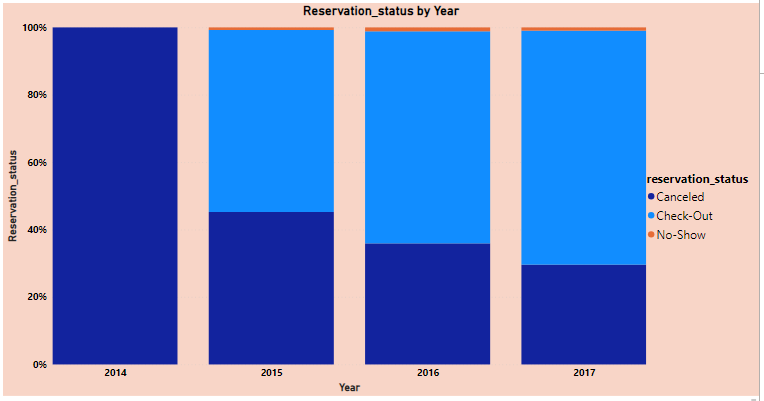 Reservation_status by Year
100%
80%
60%
40%
20%
0%
Reservation_status
2014 2015 2016 2017
Year
reservation_status
Canceled
Check-Out
No-Show